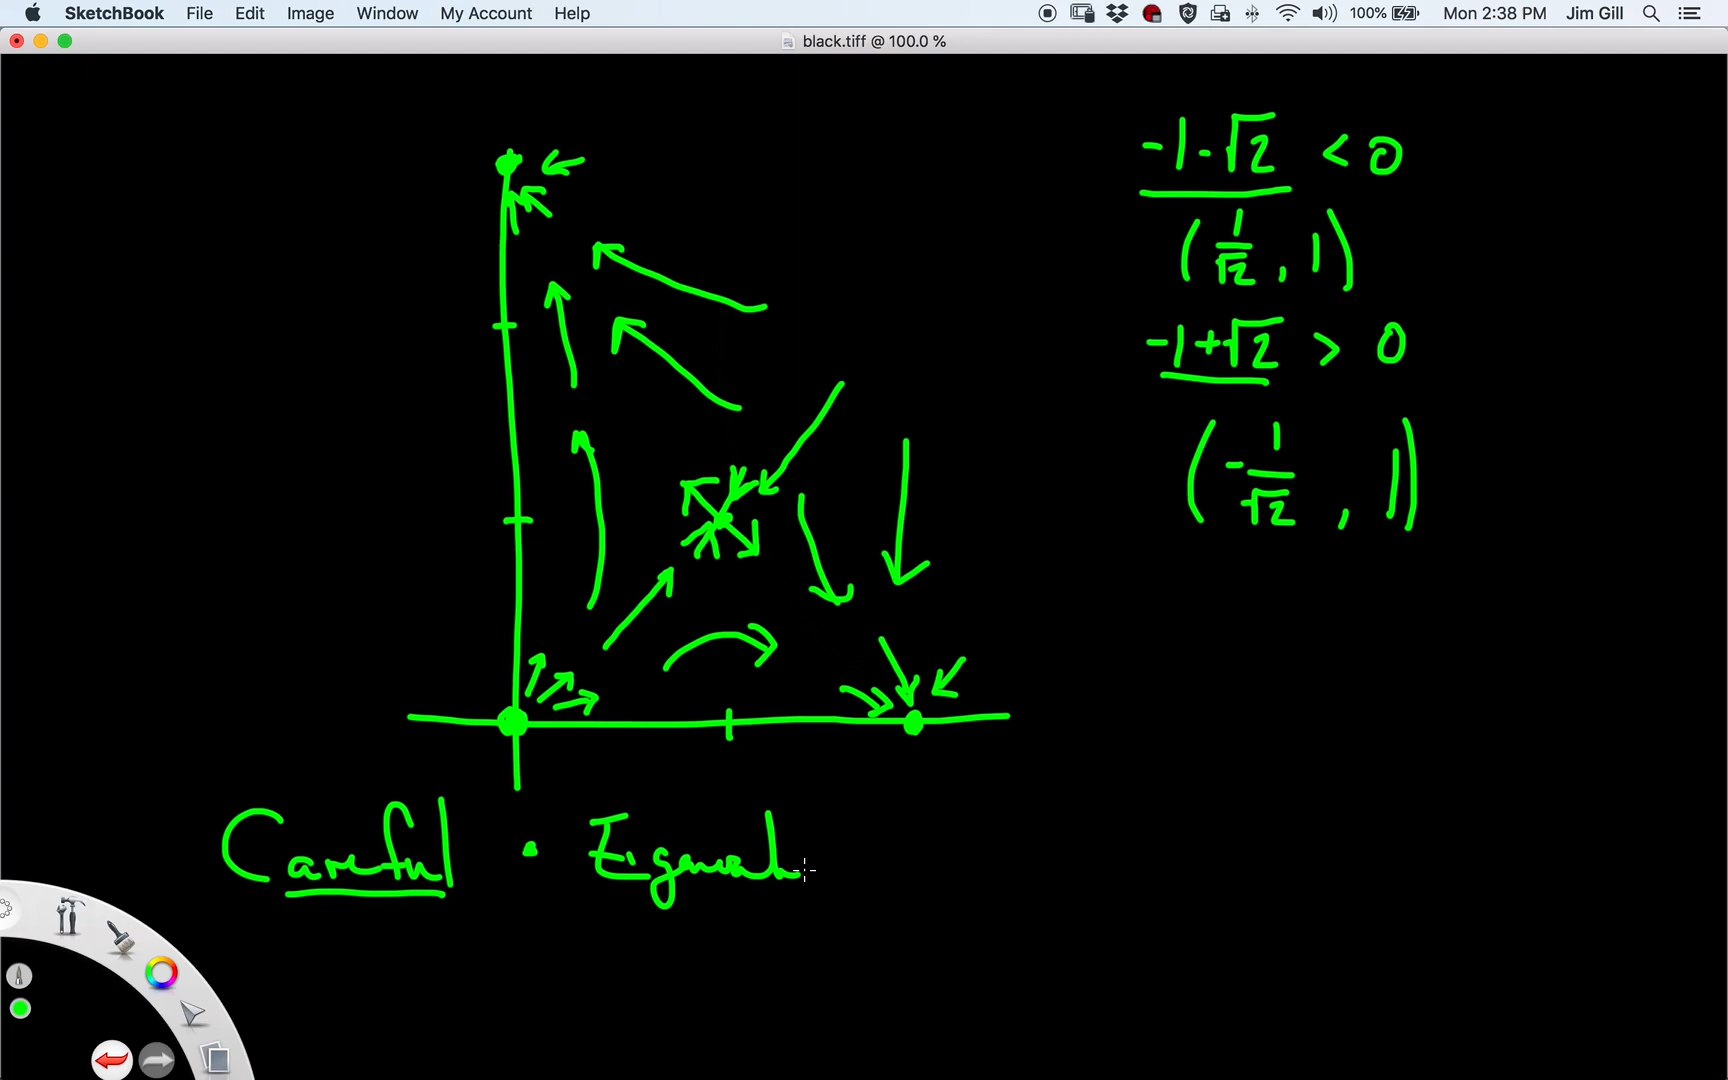 SketchBook File Edit Image Window My Account Help 100% Mon 2:38 PM Jim Gill
black.tiff @ 100.0 %
-1-√2 < 0
(1/√2, 1)
-1+√2 > 0
(-1/√2, 1)
Careful • Eigenval